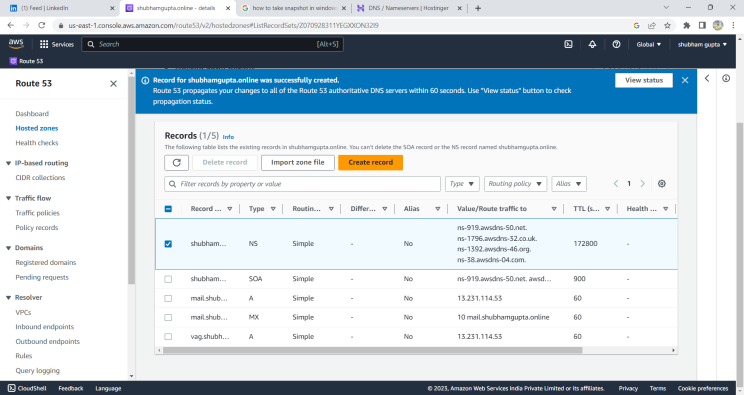 (1) Feed | LinkedIn
shubhamgupta.online - details
how to take snapshot in window
DNS / Nameservers | Hostinger
us-east-1.console.aws.amazon.com/route53/v2/hostedzones#ListRecordSets/Z070928311YEGXXON32I9
aws
Services
Search
[Alt+S]
Global
shubham gupta
Route 53
Route 53
Dashboard
Hosted zones
Health checks
IP-based routing
CIDR collections
Traffic flow
Traffic policies
Policy records
Domains
Registered domains
Pending requests
Resolver
VPCs
Inbound endpoints
Outbound endpoints
Rules
Query logging
Record for shubhamgupta.online was successfully created.
Route 53 propagates your changes to all of the Route 53 authoritative DNS servers within 60 seconds. Use "View status" button to check
propagation status.
View status
Records (1/5) Info
The following table lists the existing records in shubhamgupta.online. You can't delete the SOA record or the NS record named shubhamgupta.online.
Delete record
Import zone file
Create record
Filter records by property or value
Type
Routing policy
Alias
1
Record ... Type Routin... Differ... Alias Value/Route traffic to TTL (s... Health ...
shubham... NS Simple - No ns-919.awsdns-50.net.
ns-1796.awsdns-32.co.uk.
ns-1392.awsdns-46.org.
ns-38.awsdns-04.com. 172800 -
shubham... SOA Simple - No ns-919.awsdns-50.net. awsd... 900 -
mail.shub... A Simple - No 13.231.114.53 60 -
mail.shub... MX Simple - No 10 mail.shubhamgupta.online 60 -
vag.shubh... A Simple - No 13.231.114.53 60 -
CloudShell
Feedback
Language
© 2023, Amazon Web Services India Private Limited or its affiliates.
Privacy
Terms
Cookie preferences